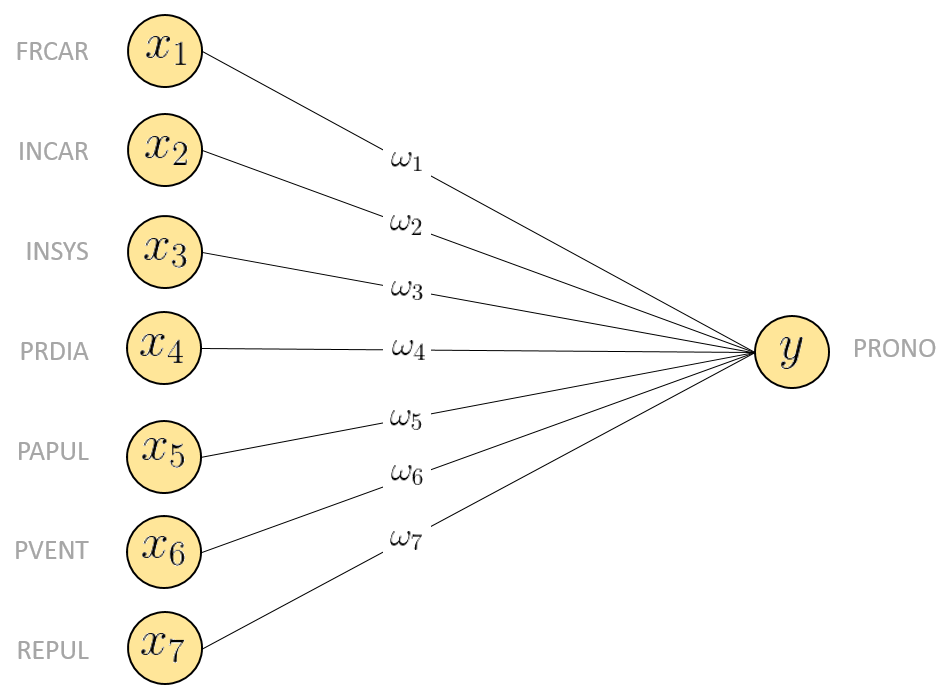 FRCAR x₁
ω₁
INCAR x₂
ω₂
INSYS x₃
ω₃
PRDIA x₄ ω₄ y PRONO
PAPUL x₅
ω₅
ω₆
PVENT x₆
ω₇
REPUL x₇